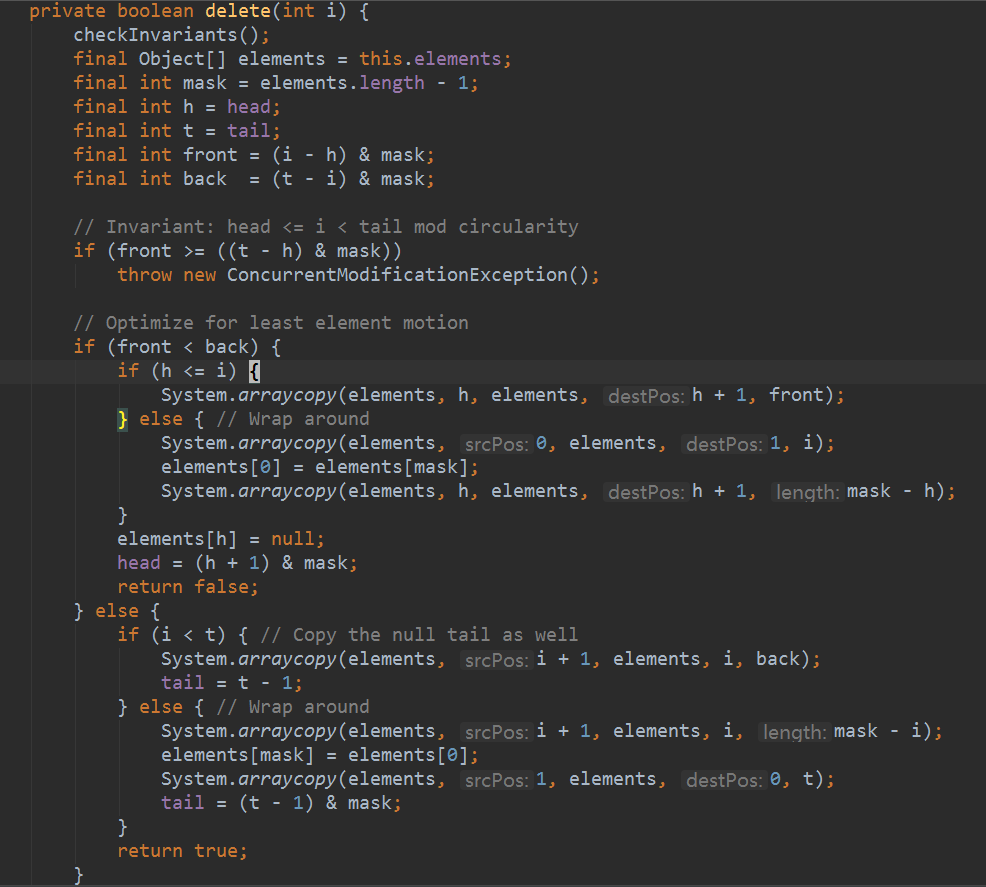 private boolean delete(int i) {
    checkInvariants();
    final Object[] elements = this.elements;
    final int mask = elements.length - 1;
    final int h = head;
    final int t = tail;
    final int front = (i - h) & mask;
    final int back  = (t - i) & mask;

    // Invariant: head <= i < tail mod circularity
    if (front >= ((t - h) & mask))
        throw new ConcurrentModificationException();

    // Optimize for least element motion
    if (front < back) {
        if (h <= i) {
            System.arraycopy(elements, h, elements, destPos: h + 1, front);
        } else { // Wrap around
            System.arraycopy(elements, srcPos: 0, elements, destPos: 1, i);
            elements[0] = elements[mask];
            System.arraycopy(elements, h, elements, destPos: h + 1, length: mask - h);
        }
        elements[h] = null;
        head = (h + 1) & mask;
        return false;
    } else {
        if (i < t) { // Copy the null tail as well
            System.arraycopy(elements, srcPos: i + 1, elements, i, back);
            tail = t - 1;
        } else { // Wrap around
            System.arraycopy(elements, srcPos: i + 1, elements, i, length: mask - i);
            elements[mask] = elements[0];
            System.arraycopy(elements, srcPos: 1, elements, destPos: 0, t);
            tail = (t - 1) & mask;
        }
        return true;
    }